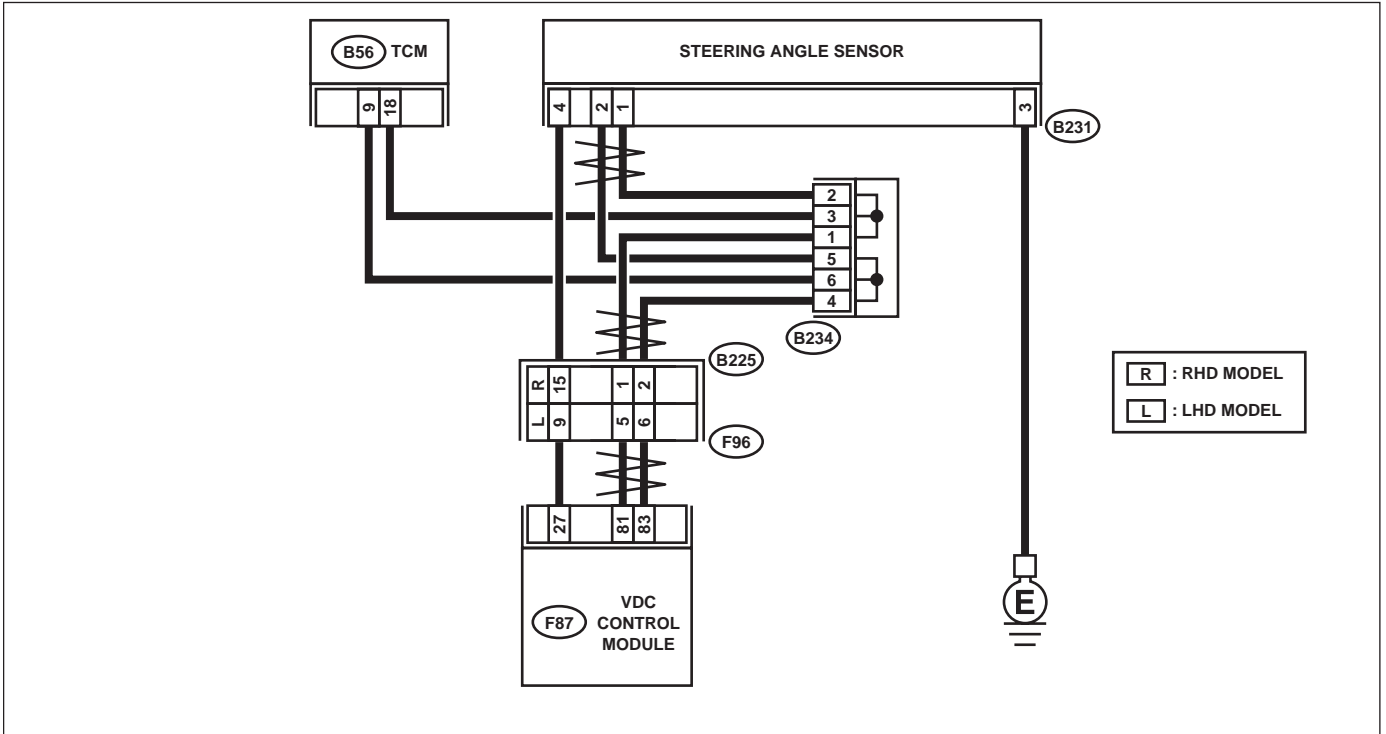 B56 TCM
STEERING ANGLE SENSOR
9 18
4 2 1 3
B231
2
3
1
5
6
4
B234
B225
R 15 1 2
L 9 5 6
F96
R : RHD MODEL
L : LHD MODEL
27 81 83
F87
VDC
CONTROL
MODULE
E